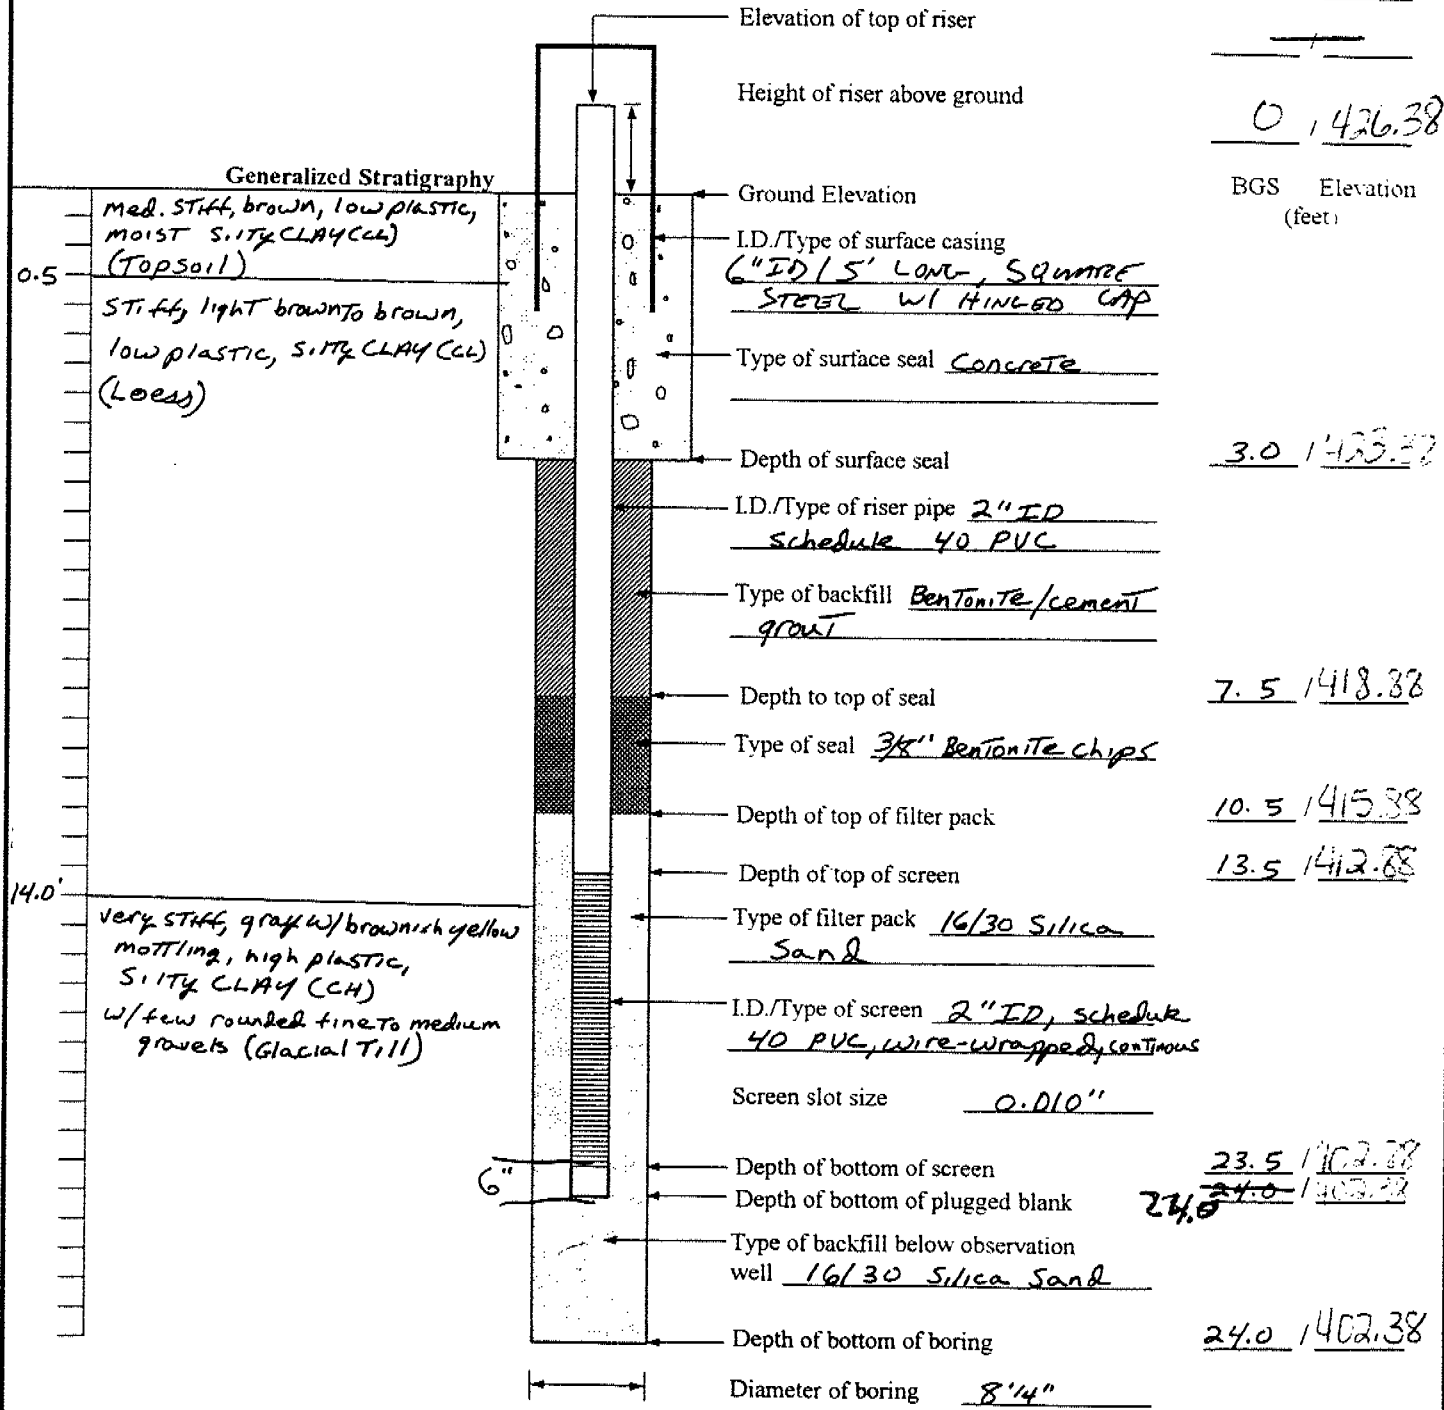 Elevation of top of riser
Height of riser above ground 0 / 426.38
Generalized Stratigraphy
Ground Elevation
BGS Elevation
(feet)
med. stiff, brown, low plastic,
moist silty CLAY (CL)
(Topsoil)
0.5
stiff, light brown to brown,
low plastic, silty CLAY (CL)
(Loess)
I.D./Type of surface casing
6" ID / 5' LONG, SQUARE
STEEL W/ HINGED CAP
Type of surface seal Concrete
Depth of surface seal 3.0 / 423.38
I.D./Type of riser pipe 2" ID
schedule 40 PVC
Type of backfill Bentonite/cement
grout
Depth to top of seal 7.5 / 418.88
Type of seal 3/8" Bentonite chips
Depth of top of filter pack 10.5 / 415.88
Depth of top of screen 13.5 / 412.88
14.0'
very stiff, gray w/ brownish yellow
mottling, high plastic,
silty CLAY (CH)
w/ few rounded fine to medium
gravels (Glacial Till)
Type of filter pack 16/30 Silica
Sand
I.D./Type of screen 2" ID, schedule
40 PVC, wire-wrapped, continous
Screen slot size 0.010"
6"
Depth of bottom of screen 23.5 / 402.88
Depth of bottom of plugged blank 24.0 24.0 / 402.38
Type of backfill below observation
well 16/30 Silica Sand
Depth of bottom of boring 24.0 / 402.38
Diameter of boring 8 1/4"